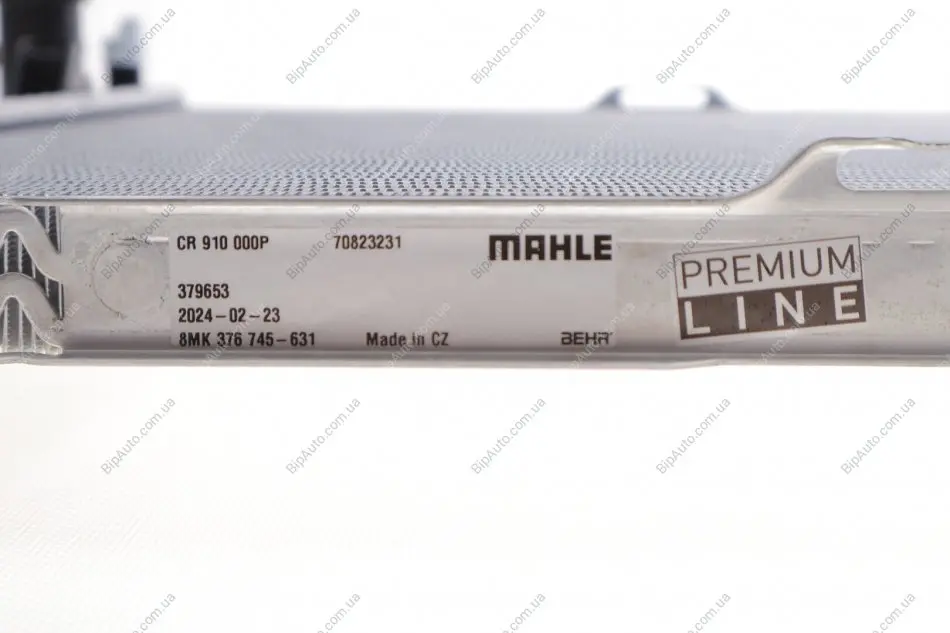 CR 910 000P 70823231 MAHLE
379653
2024-02-23
8MK 376 745-631 Made in CZ BEHR
PREMIUM
LINE
BipAuto.com.ua